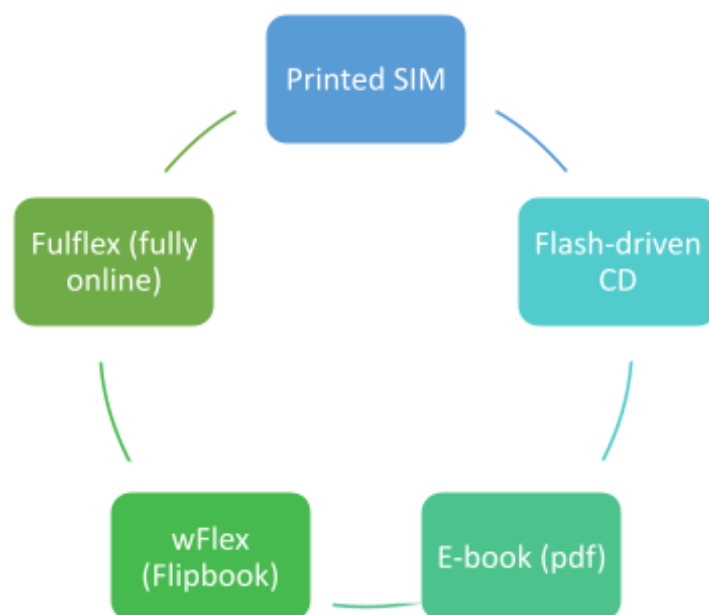 Printed SIM
Flash-driven
CD
E-book (pdf)
wFlex
(Flipbook)
Fulflex (fully
online)